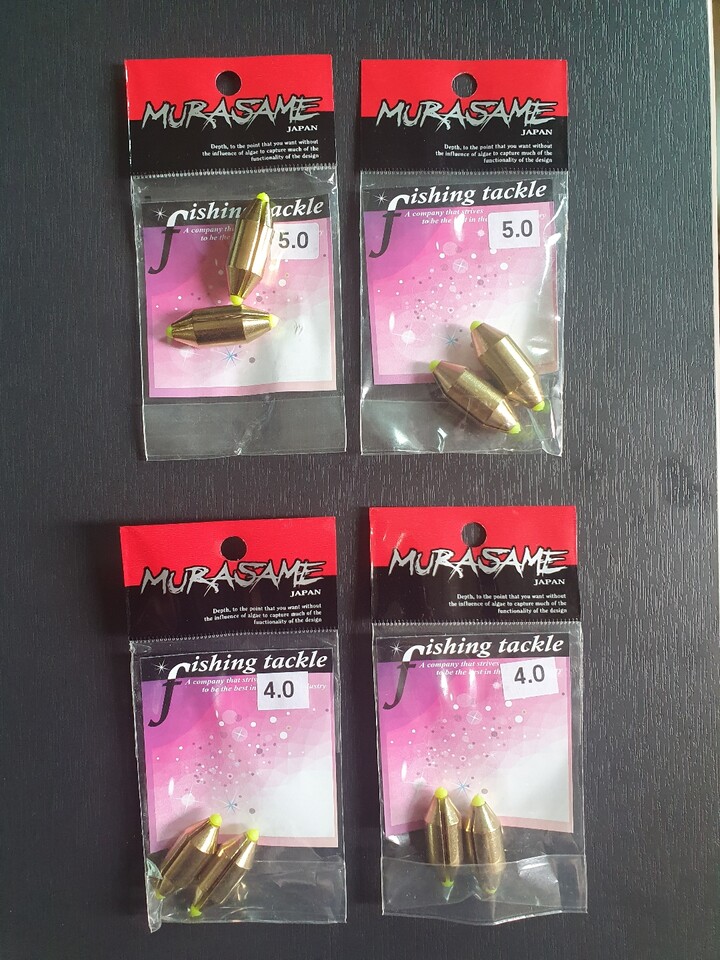 MURASAME
JAPAN
Depth, to the point that you want without
the influence of algae to capture much of the
functionality of the design
fishing tackle
A company that
to be the
5.0
MURASAME
JAPAN
Depth, to the point that you want without
the influence of algae to capture much of the
functionality of the design
fishing tackle
A company that strives
to be the best in the
5.0
MURASAME
JAPAN
Depth, to the point that you want without
the influence of algae to capture much of the
functionality of the design
fishing tackle
A company that strives
to be the best in industry
4.0
MURASAME
JAPAN
Depth, to the point that you want without
the influence of algae to capture much of the
functionality of the design
fishing tackle
A company that strives
to be the best in the
4.0